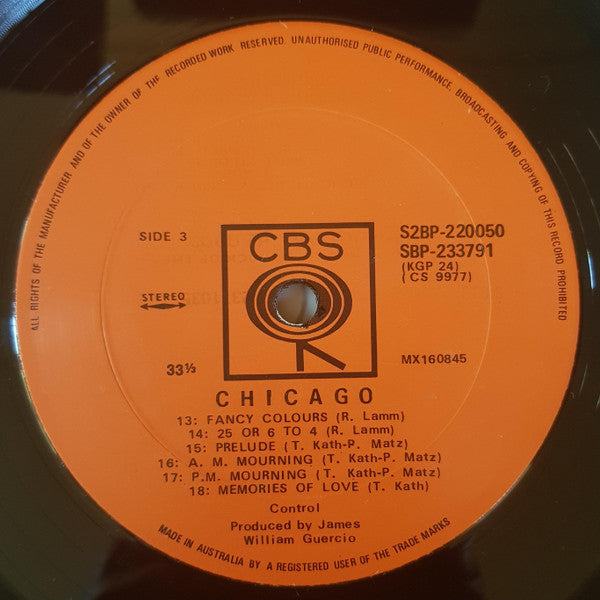 ALL RIGHTS OF THE MANUFACTURER AND OF THE OWNER OF THE RECORDED WORK RESERVED. UNAUTHORISED PUBLIC PERFORMANCE, BROADCASTING AND COPYING OF THIS RECORD PROHIBITED
SIDE 3
CBS
S2BP-220050
SBP-233791
(KGP 24)
(CS 9977)
STEREO
33⅓
MX160845
CHICAGO
13: FANCY COLOURS (R. Lamm)
14: 25 OR 6 TO 4 (R. Lamm)
15: PRELUDE (T. Kath-P. Matz)
16: A. M. MOURNING (T. Kath-P. Matz)
17: P.M. MOURNING (T. Kath-P. Matz)
18: MEMORIES OF LOVE (T. Kath)
Control
Produced by James
William Guercio
MADE IN AUSTRALIA BY A REGISTERED USER OF THE TRADE MARKS